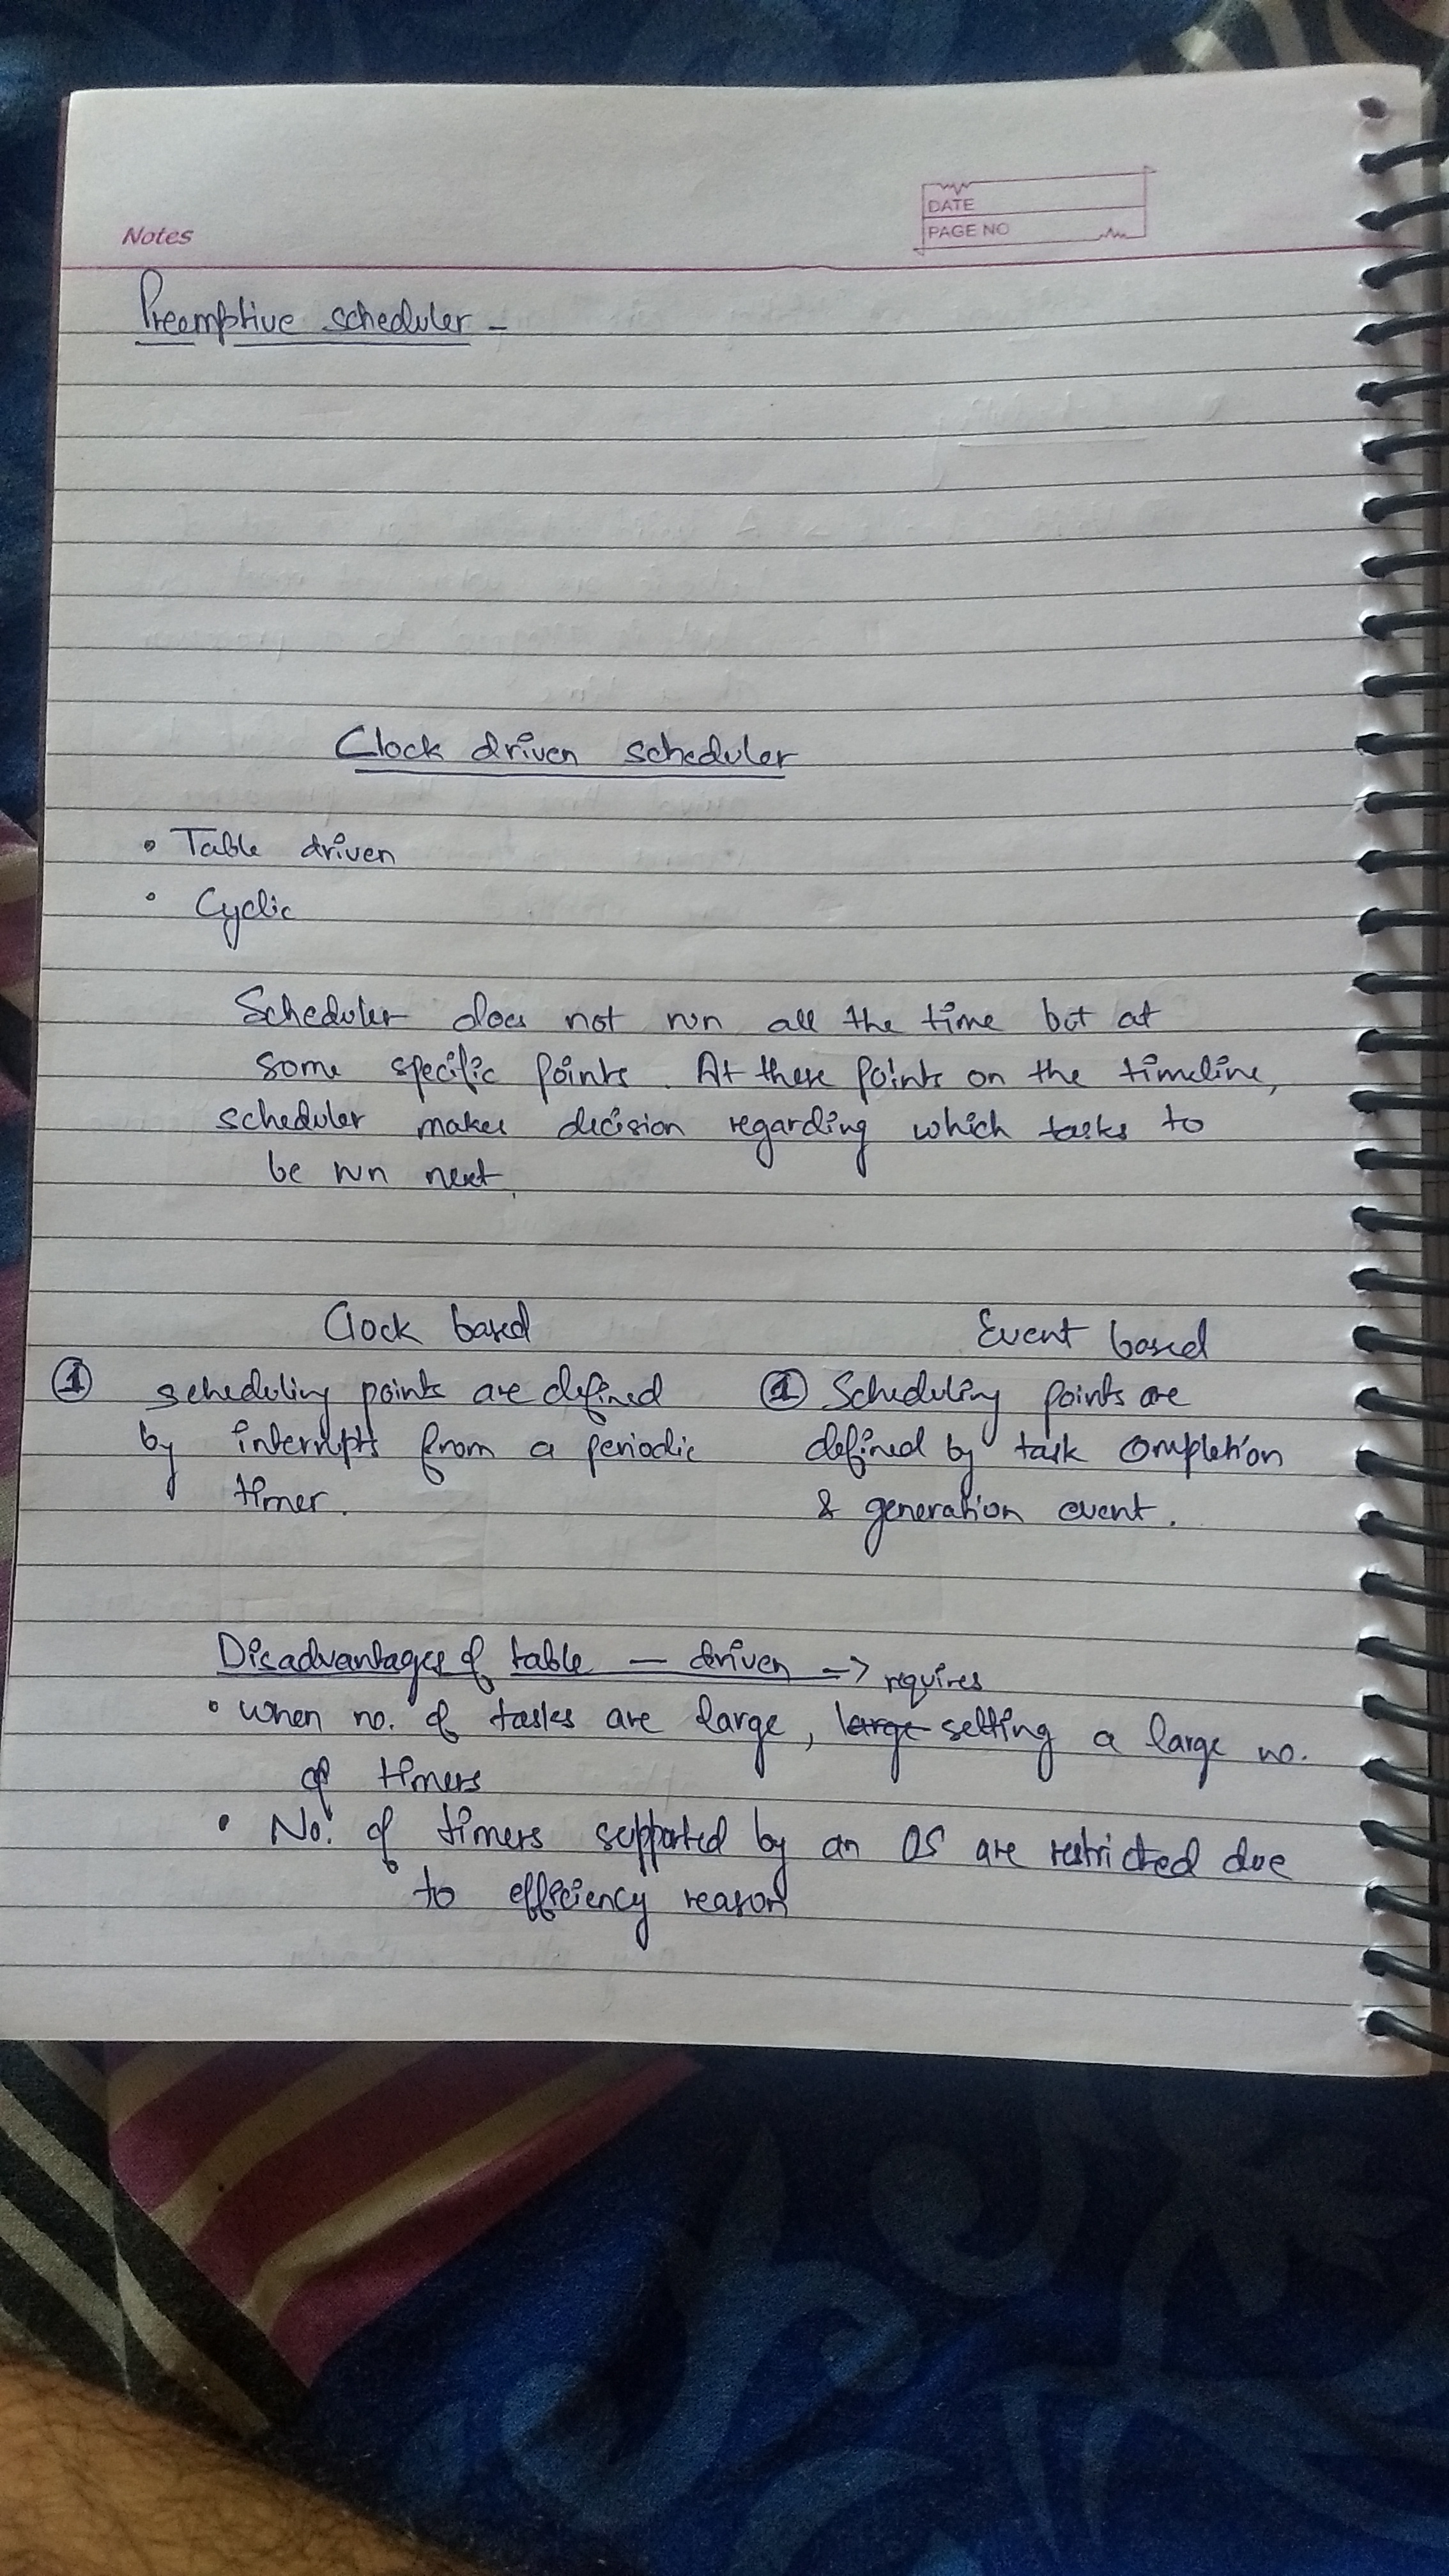 DATE
PAGE NO
Notes
Preemptive scheduler -
Clock driven scheduler
• Table driven
• Cyclic
Scheduler does not run all the time but at
some specific points. At these points on the timeline,
scheduler makes decision regarding which tasks to
be run next.
Clock based
① scheduling points are defined
by interrupts from a periodic
timer.
Event based
① Scheduling points are
defined by task completion
& generation event.
Disadvantages of table - driven => requires
• When no. of tasks are large, large setting a large no.
of timers
• No. of timers supported by an OS are restricted due
to efficiency reason